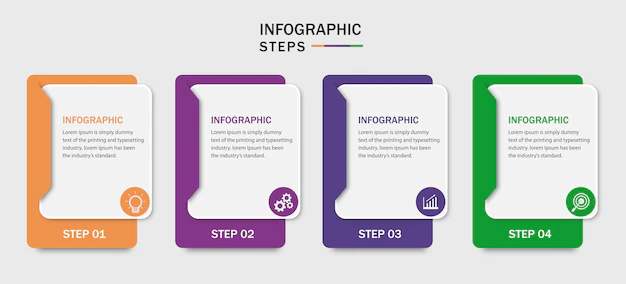 INFOGRAPHIC
STEPS
INFOGRAPHIC
Lorem ipsum is simply dummy
text of the printing and typesetting
industry. Lorem Ipsum has been
the industry's standard.
STEP 01
INFOGRAPHIC
Lorem ipsum is simply dummy
text of the printing and typesetting
industry. Lorem Ipsum has been
the industry's standard.
STEP 02
INFOGRAPHIC
Lorem ipsum is simply dummy
text of the printing and typesetting
industry. Lorem Ipsum has been
the industry's standard.
STEP 03
INFOGRAPHIC
Lorem ipsum is simply dummy
text of the printing and typesetting
industry. Lorem Ipsum has been
the industry's standard.
STEP 04